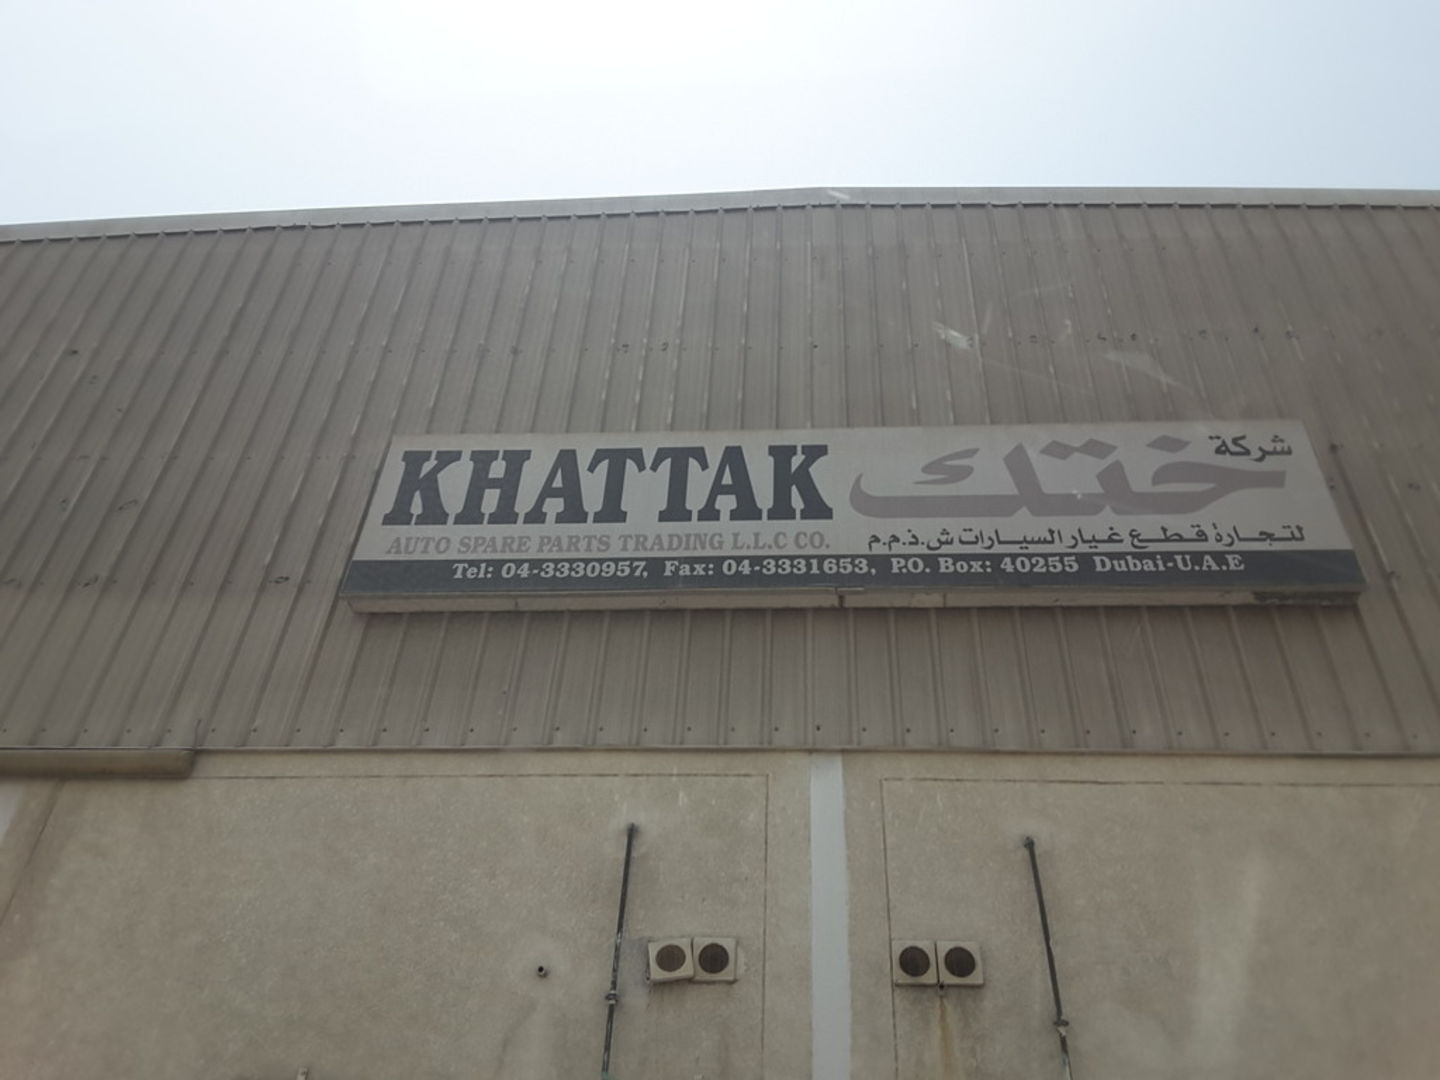 KHATTAK
AUTO SPARE PARTS TRADING L.L.C CO.
شركة
ختك
لتجارة قطع غيار السيارات ش.ذ.م.م
Tel: 04-3330957, Fax: 04-3331653, P.O. Box: 40255 Dubai-U.A.E